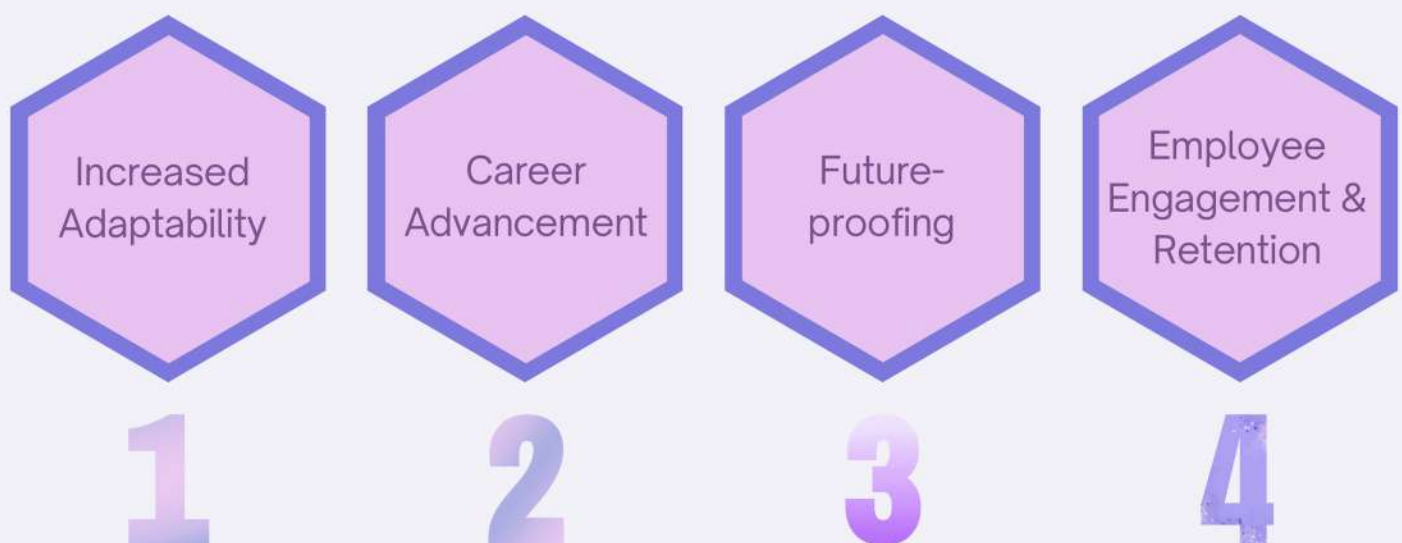 Increased
Adaptability
Career
Advancement
Future-
proofing
Employee
Engagement &
Retention
1
2
3
4